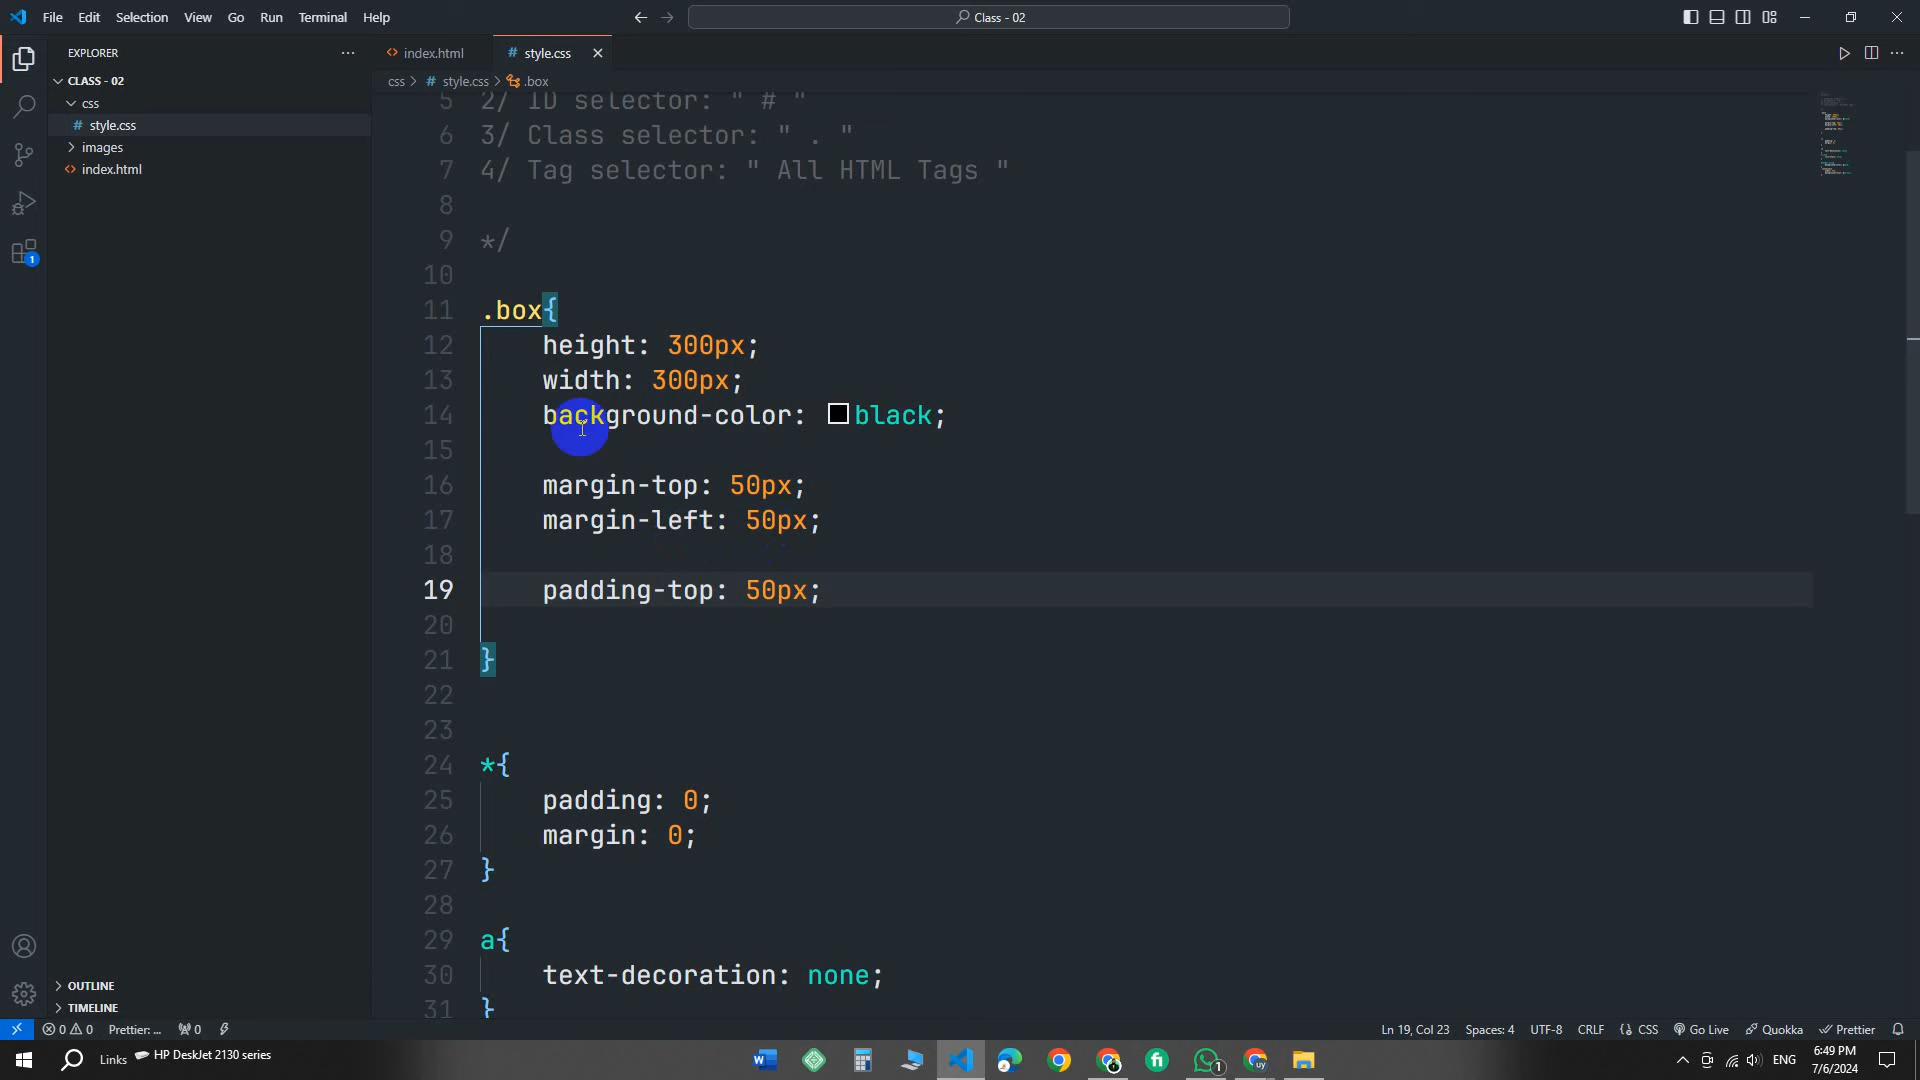 File Edit Selection View Go Run Terminal Help
Class - 02
EXPLORER
CLASS - 02
css
# style.css
images
index.html
OUTLINE
TIMELINE
index.html
# style.css
css > # style.css > .box
5 2/ ID selector: " # "
6 3/ Class selector: " . "
7 4/ Tag selector: " All HTML Tags "
8
9 */
10
11 .box{
12 height: 300px;
13 width: 300px;
14 background-color: black;
15
16 margin-top: 50px;
17 margin-left: 50px;
18
19 padding-top: 50px;
20
21 }
22
23
24 *{
25 padding: 0;
26 margin: 0;
27 }
28
29 a{
30 text-decoration: none;
31 }
0 0 Prettier: ... 0 Ln 19, Col 23 Spaces: 4 UTF-8 CRLF CSS Go Live Quokka Prettier
Links HP DeskJet 2130 series
ENG
6:49 PM
7/6/2024